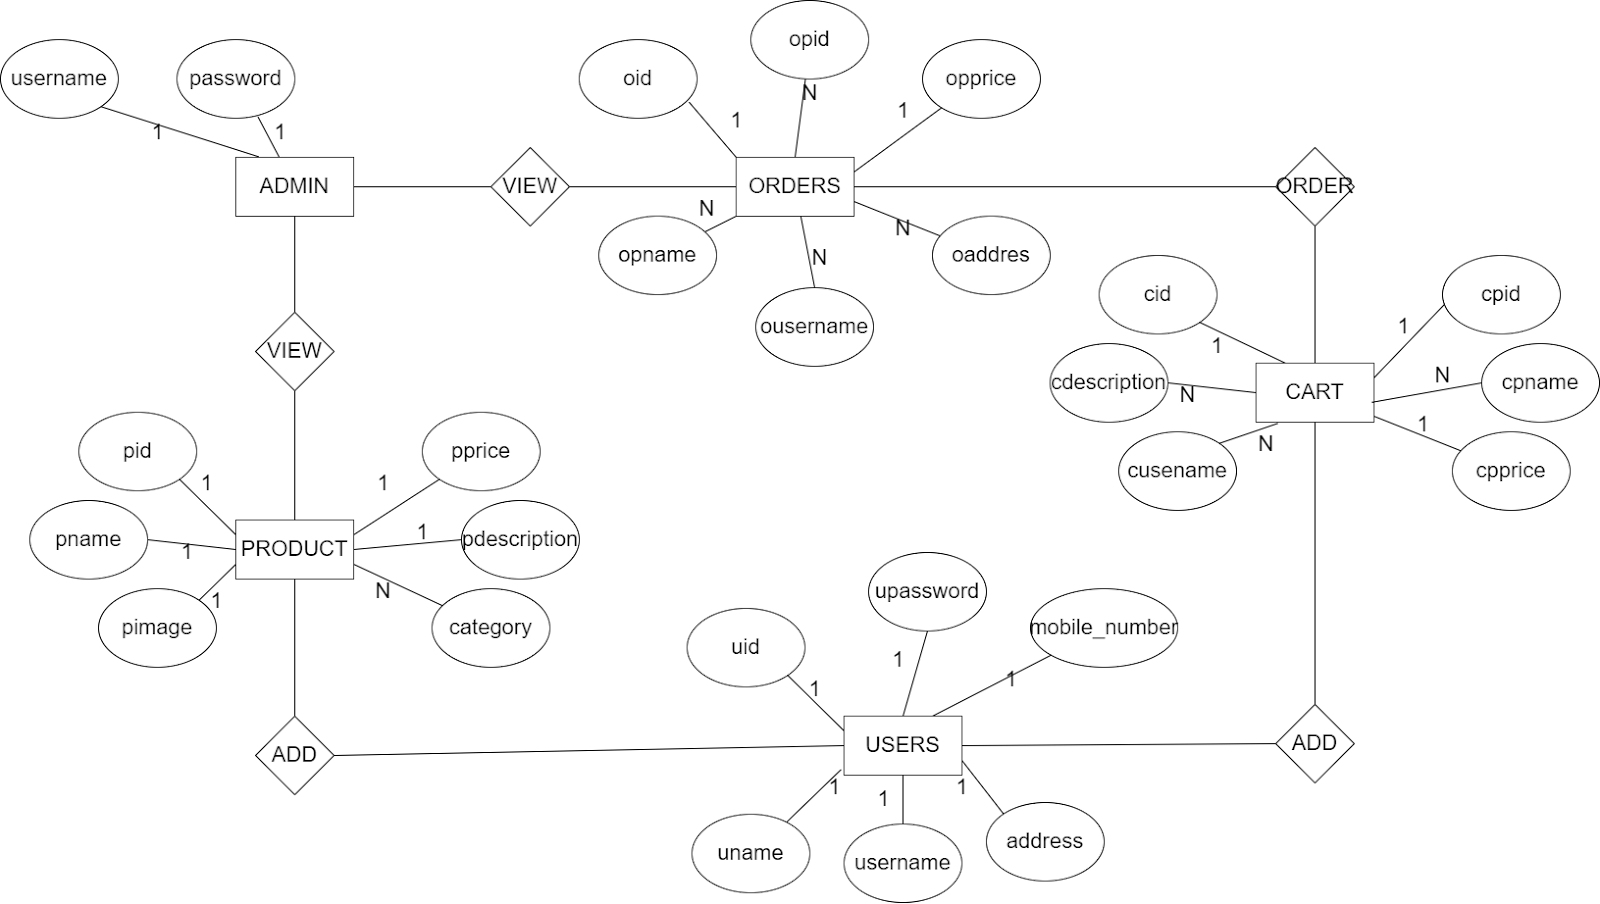 opid
username
password
oid
opprice
N
1
1
1
1
ADMIN
VIEW
ORDERS
ORDER
N
N
opname
N
oaddres
cid
cpid
ousername
1
1
VIEW
cdescription
N
CART
N
cpname
1
N
cusename
cpprice
pid
pprice
1
1
pname
1
PRODUCT
1
pdescription
1
N
pimage
category
upassword
mobile_number
uid
1
1
1
ADD
USERS
ADD
1
1
1
uname
username
address